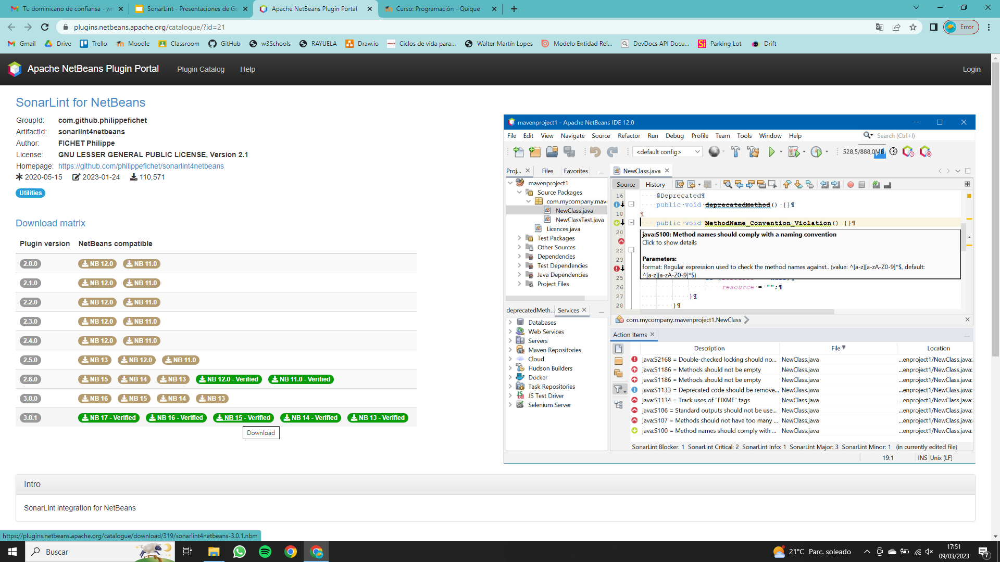 Tu dominicano de confiansa - wn
SonarLint - Presentaciones de Go
Apache NetBeans Plugin Portal
Curso: Programación - Quique
plugins.netbeans.apache.org/catalogue/?id=21
Error
Gmail
Drive
Trello
Moodle
Classroom
GitHub
w3Schools
RAYUELA
Draw.io
Ciclos de vida para...
Walter Martín Lopes
Modelo Entidad Rel...
DevDocs API Docu...
Parking Lot
Drift
Apache NetBeans Plugin Portal
Plugin Catalog
Help
Login
SonarLint for NetBeans
GroupId: com.github.philippefichet
ArtifactId: sonarlint4netbeans
Author: FICHET Philippe
License: GNU LESSER GENERAL PUBLIC LICENSE, Version 2.1
Homepage: https://github.com/philippefichet/sonarlint4netbeans
2020-05-15 2023-01-24 110,571
Utilities
Download matrix
Plugin version NetBeans compatible
2.0.0 NB 12.0 NB 11.0
2.1.0 NB 12.0 NB 11.0
2.2.0 NB 12.0 NB 11.0
2.3.0 NB 12.0 NB 11.0
2.4.0 NB 12.0 NB 11.0
2.5.0 NB 13 NB 12.0 NB 11.0
2.6.0 NB 15 NB 14 NB 13 NB 12.0 - Verified NB 11.0 - Verified
3.0.0 NB 16 NB 15 NB 14 NB 13
3.0.1 NB 17 - Verified NB 16 - Verified NB 15 - Verified NB 14 - Verified NB 13 - Verified
Download
mavenproject1 - Apache NetBeans IDE 12.0
File Edit View Navigate Source Refactor Run Debug Profile Team Tools Window Help
Search (Ctrl+I)
<default config>
528,5/888,0MB
Proj... Files Favorites
NewClass.java
mavenproject1
Source Packages
com.mycompany.mave
NewClass.java
NewClassTest.java
Licences.java
Test Packages
Other Sources
Dependencies
Test Dependencies
Java Dependencies
Project Files
Source History
16 @Deprecated¶
public·void·deprecatedMethod()·{}¶
18 ¶
public·void·MethodName_Convention_Violation()·{}¶
20
java:S100: Method names should comply with a naming convention
Click to show details
22
Parameters:
23
format: Regular expression used to check the method names against.. (value: ^[a-z][a-zA-Z0-9]*$, default:
^[a-z][a-zA-Z0-9]*$)
25
26 resource·=·"";¶
27 }¶
28 }¶
com.mycompany.mavenproject1.NewClass
deprecatedMeth... Services
Databases
Web Services
Servers
Maven Repositories
Cloud
Hudson Builders
Docker
Task Repositories
JS Test Driver
Selenium Server
Action Items
Description File Location
java:S2168 = Double-checked locking should no... NewClass.java ...enproject1/NewClass.java:
java:S1186 = Methods should not be empty NewClass.java ...enproject1/NewClass.java:
java:S1186 = Methods should not be empty NewClass.java ...enproject1/NewClass.java:
java:S1133 = Deprecated code should be remove... NewClass.java ...enproject1/NewClass.java:
java:S1134 = Track uses of "FIXME" tags NewClass.java ...enproject1/NewClass.java:
java:S106 = Standard outputs should not be use... NewClass.java ...enproject1/NewClass.java:
java:S107 = Methods should not have too many ... NewClass.java ...enproject1/NewClass.java:
java:S100 = Method names should comply with ... NewClass.java ...enproject1/NewClass.java:
SonarLint Blocker: 1 SonarLint Critical: 2 SonarLint Info: 1 SonarLint Major: 3 SonarLint Minor: 1 (in currently edited file)
19:1 INS Unix (LF)
Intro
SonarLint integration for NetBeans
https://plugins.netbeans.apache.org/catalogue/download/319/sonarlint4netbeans-3.0.1.nbm
Buscar
21°C Parc. soleado
17:51
09/03/2023
7